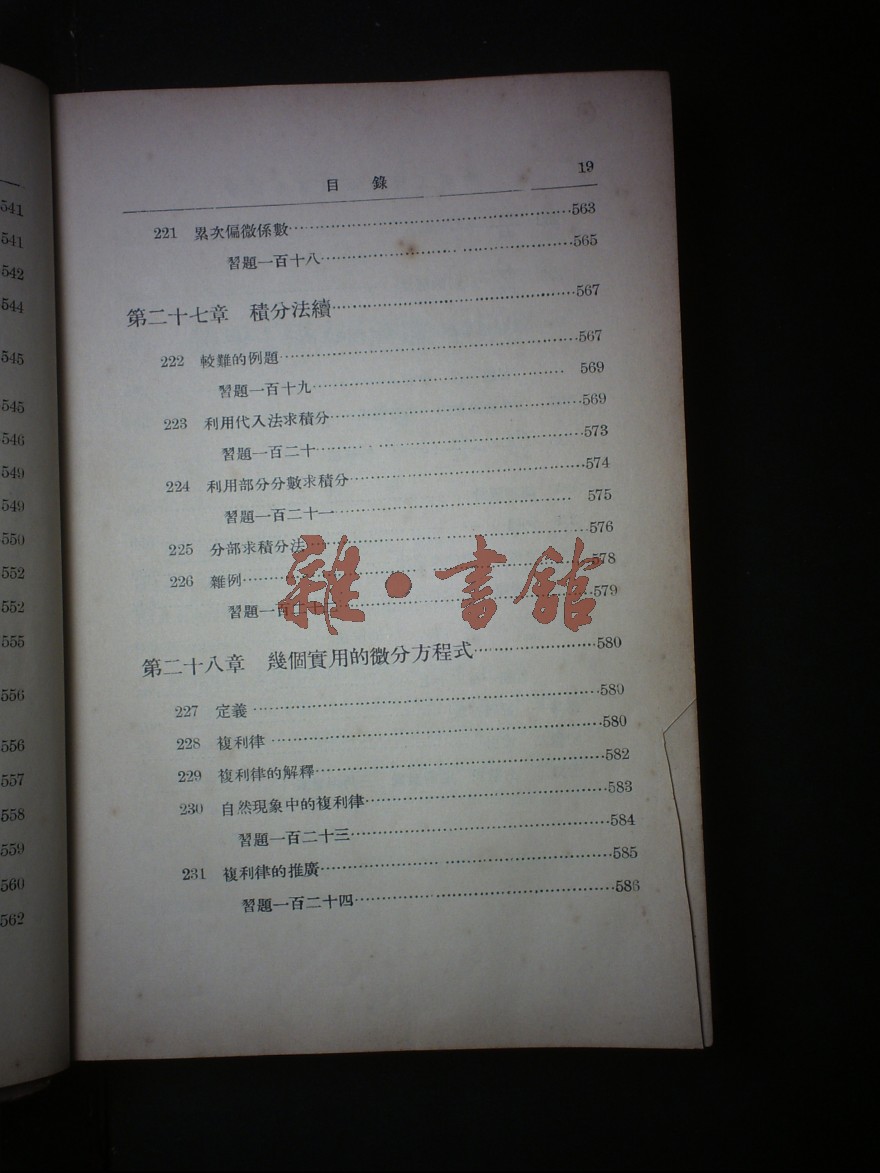 541
541
542
544
545
545
546
549
549
550
552
552
555
556
556
557
558
559
560
562
目 錄 19
221 累次偏微係數 563
習題一百十八 565
第二十七章 積分法續 567
222 較難的例題 567
習題一百十九 569
223 利用代入法求積分 569
習題一百二十 573
224 利用部分分數求積分 574
習題一百二十一 575
225 分部求積分法 576
226 雜例 578
習題一百二十二 579
第二十八章 幾個實用的微分方程式 580
227 定義 580
228 複利律 580
229 複利律的解釋 582
230 自然現象中的複利律 583
習題一百二十三 584
231 複利律的推廣 585
習題一百二十四 586
雜·書館